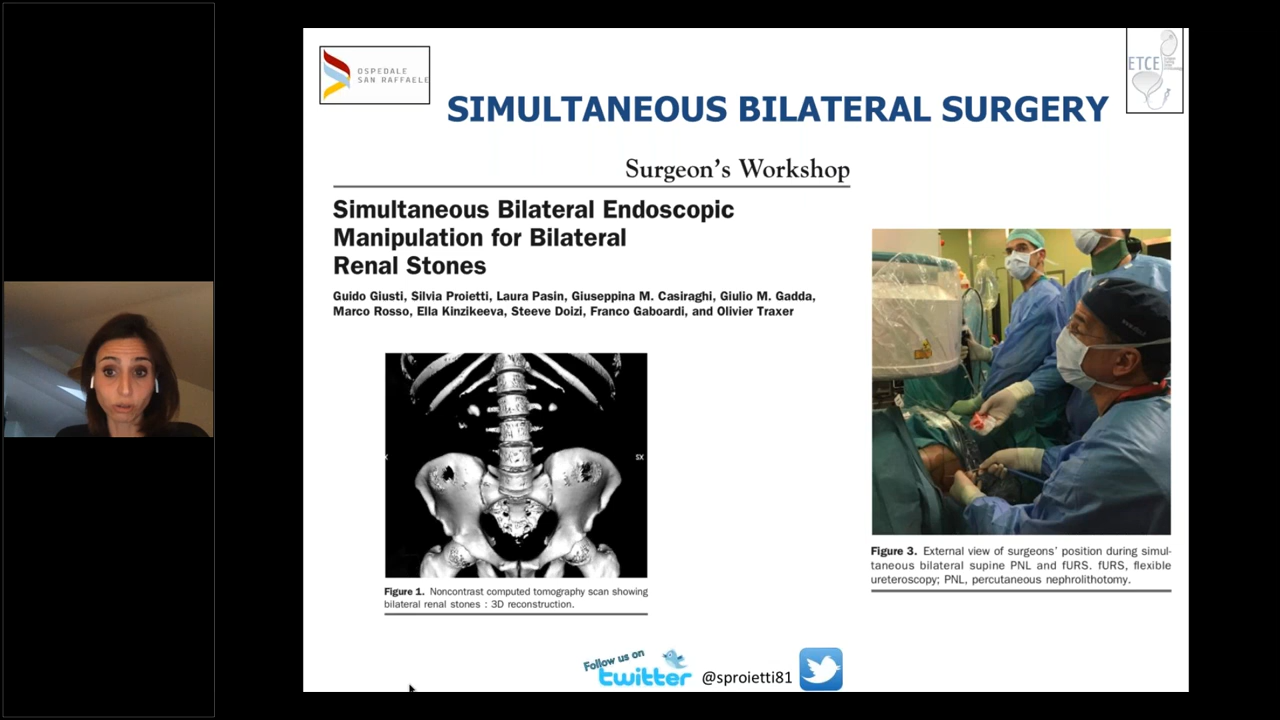 OSPEDALE
SAN RAFFAELE
ETCE
SIMULTANEOUS BILATERAL SURGERY
Surgeon's Workshop
Simultaneous Bilateral Endoscopic
Manipulation for Bilateral
Renal Stones
Guido Giusti, Silvia Proietti, Laura Pasin, Giuseppina M. Casiraghi, Giulio M. Gadda,
Marco Rosso, Ella Kinzikeeva, Steeve Doizi, Franco Gaboardi, and Olivier Traxer
SX
Figure 1. Noncontrast computed tomography scan showing
bilateral renal stones : 3D reconstruction.
Figure 3. External view of surgeons' position during simul-
taneous bilateral supine PNL and fURS. fURS, flexible
ureteroscopy; PNL, percutaneous nephrolithotomy.
Follow us on
twitter
@sproietti81